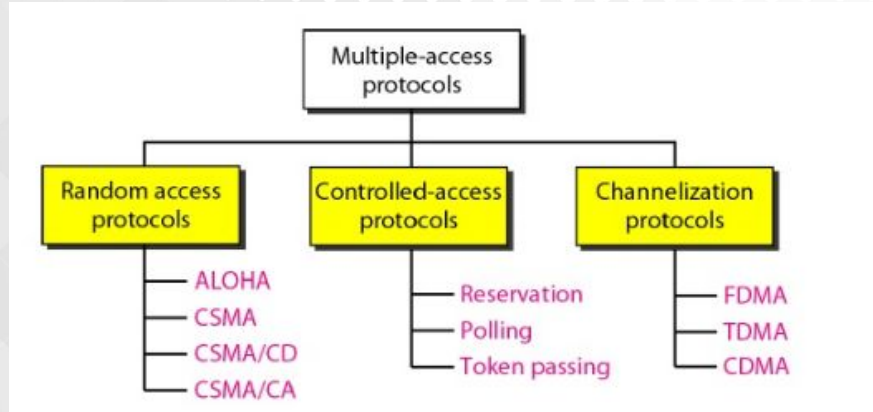 Multiple-access
protocols
Random access
protocols
Controlled-access
protocols
Channelization
protocols
ALOHA
CSMA
CSMA/CD
CSMA/CA
Reservation
Polling
Token passing
FDMA
TDMA
CDMA